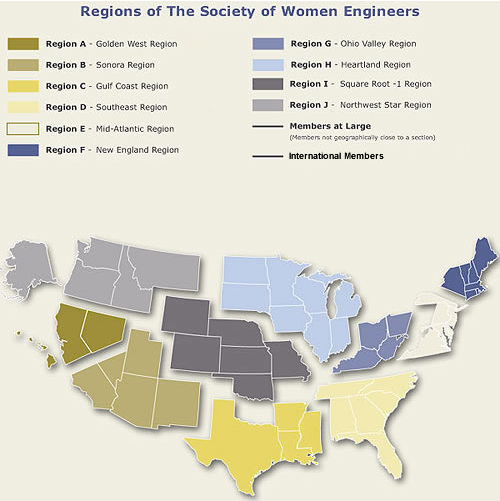 Regions of The Society of Women Engineers
Region A - Golden West Region
Region B - Sonora Region
Region C - Gulf Coast Region
Region D - Southeast Region
Region E - Mid-Atlantic Region
Region F - New England Region
Region G - Ohio Valley Region
Region H - Heartland Region
Region I - Square Root -1 Region
Region J - Northwest Star Region
Members at Large
(Members not geographically close to a section)
International Members